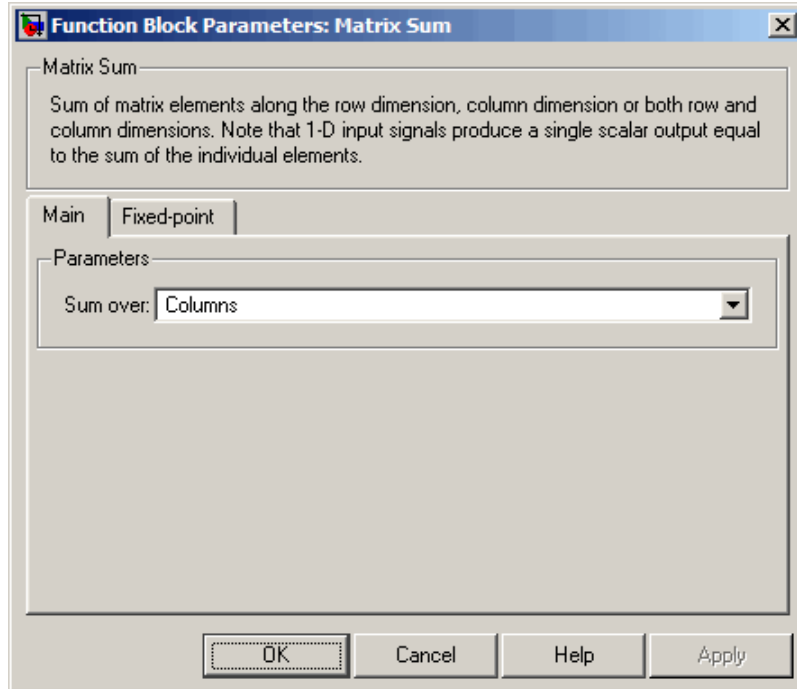 Function Block Parameters: Matrix Sum
Matrix Sum
Sum of matrix elements along the row dimension, column dimension or both row and
column dimensions. Note that 1-D input signals produce a single scalar output equal
to the sum of the individual elements.
Main Fixed-point
Parameters
Sum over: Columns
OK Cancel Help Apply